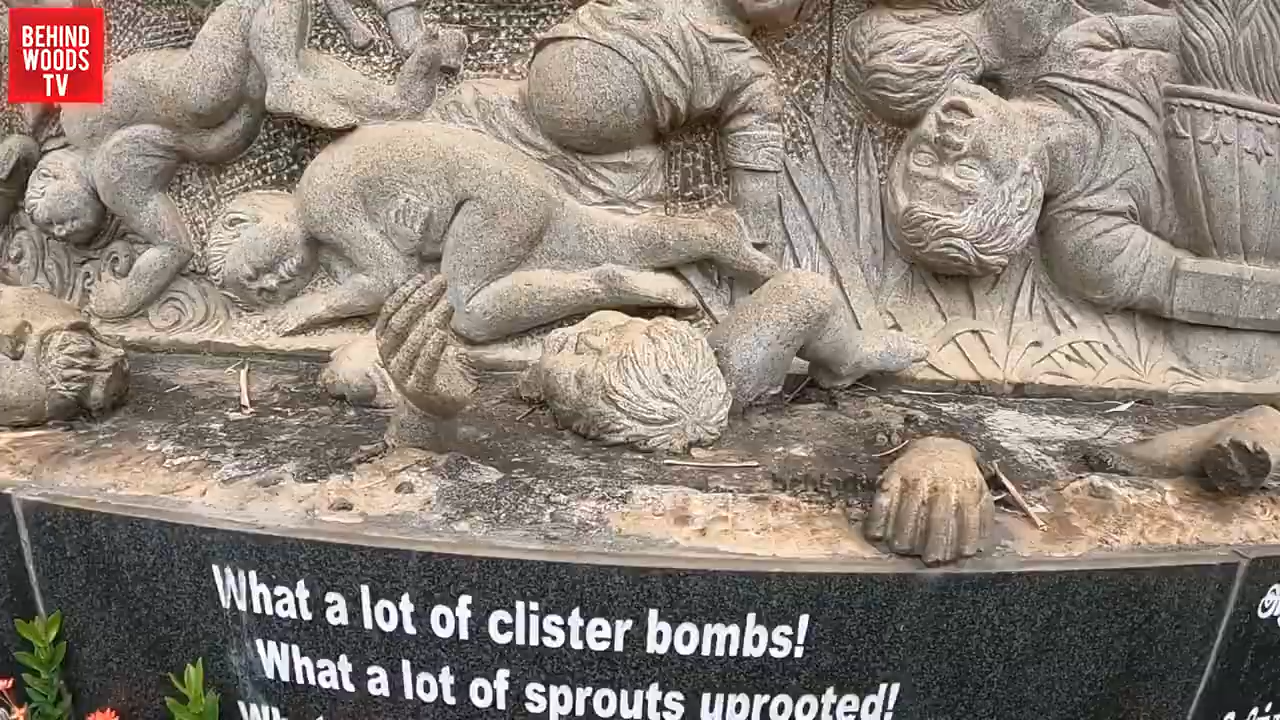 BEHIND
WOODS
TV
What a lot of clister bombs!
What a lot of sprouts uprooted!